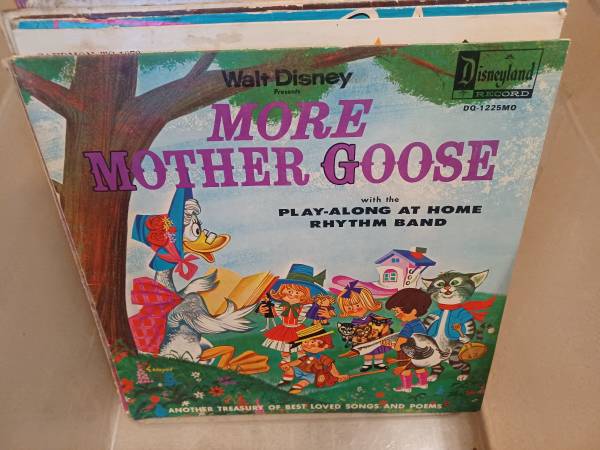 Walt Disney
Presents
MORE
MOTHER GOOSE
with the
PLAY-ALONG AT HOME
RHYTHM BAND
Disneyland
RECORD
DQ-1225MO
ANOTHER TREASURY OF BEST LOVED SONGS AND POEMS